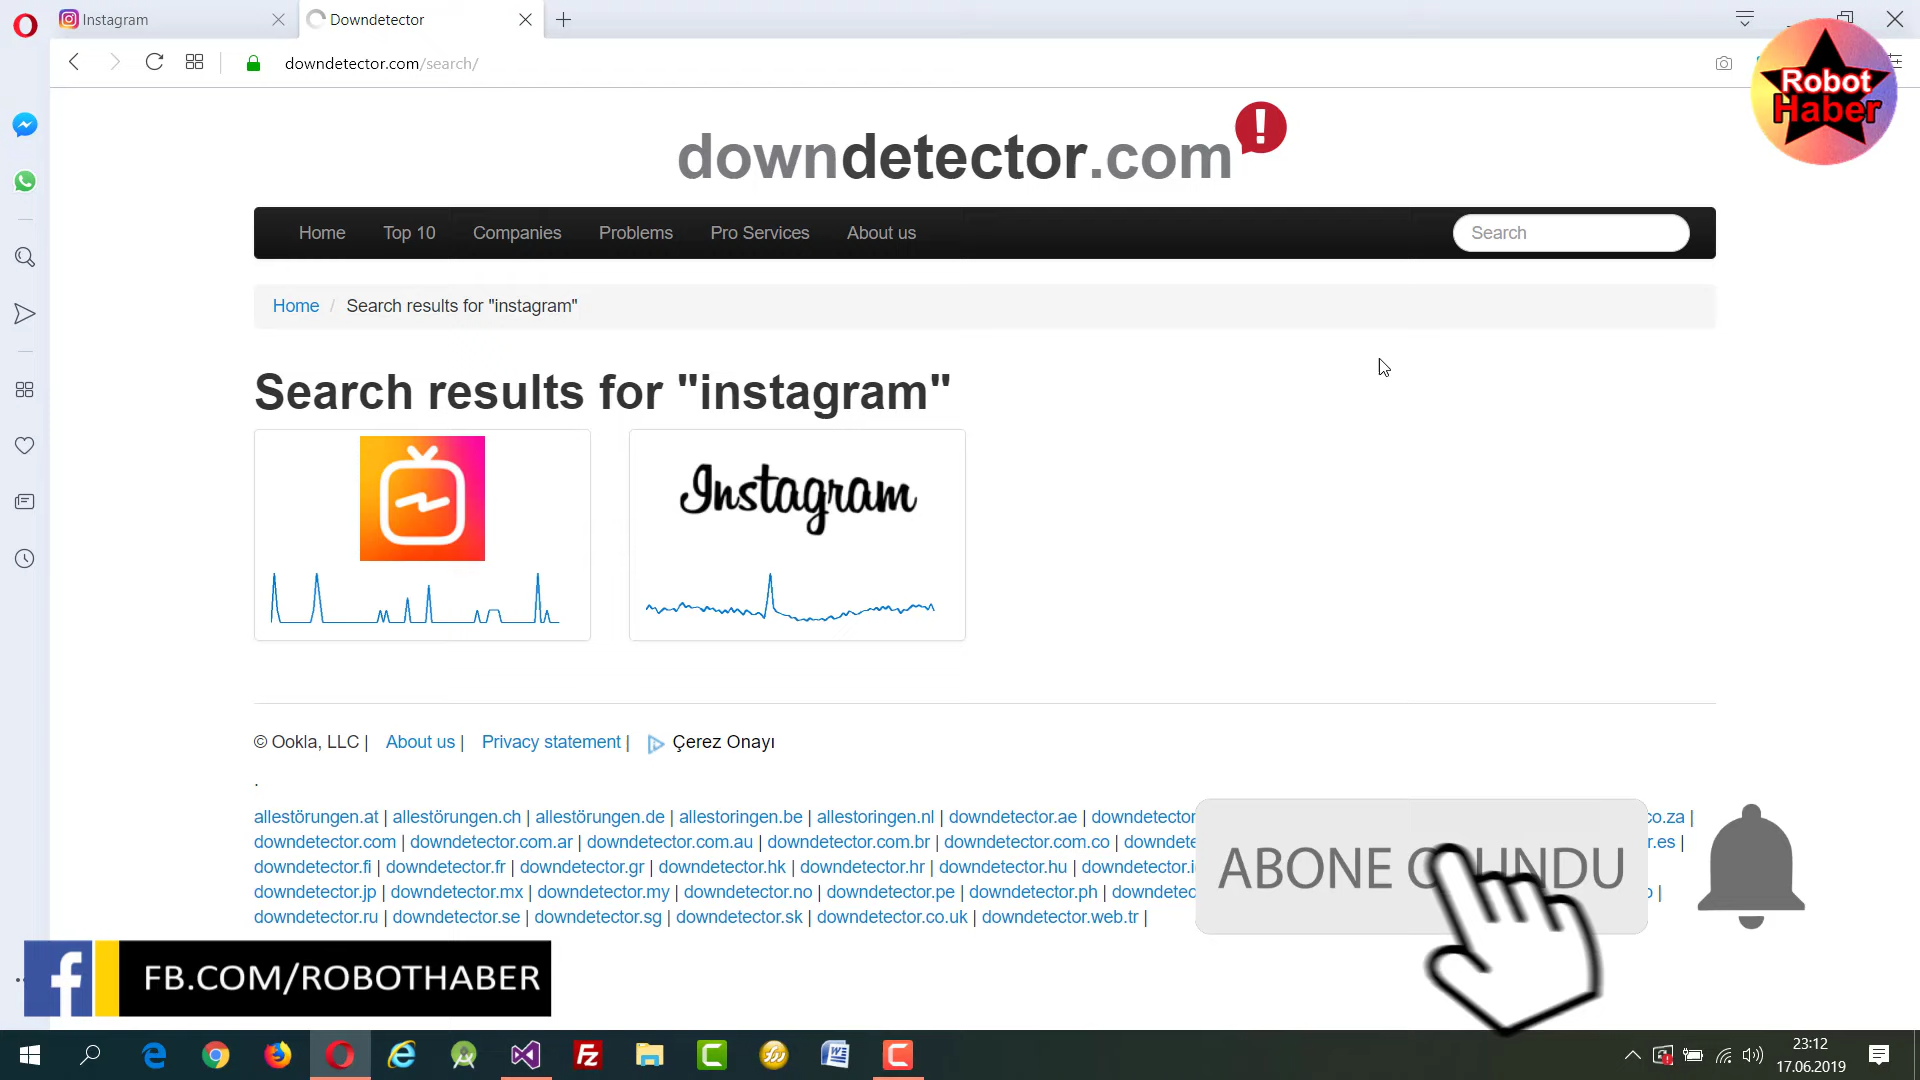 Instagram
Downdetector
downdetector.com/search/
Robot
Haber
downdetector.com
!
Home Top 10 Companies Problems Pro Services About us Search
Home / Search results for "instagram"
Search results for "instagram"
Instagram
© Ookla, LLC | About us | Privacy statement | Çerez Onayı
.
allestörungen.at | allestörungen.ch | allestörungen.de | allestoringen.be | allestoringen.nl | downdetector.ae | downdetector co.za |
downdetector.com | downdetector.com.ar | downdetector.com.au | downdetector.com.br | downdetector.com.co | r.es |
downdetector.fi | downdetector.fr | downdetector.gr | downdetector.hk | downdetector.hr | downdetector.hu |
downdetector.jp | downdetector.mx | downdetector.my | downdetector.no | downdetector.pe | downdetector.ph |
downdetector.ru | downdetector.se | downdetector.sg | downdetector.sk | downdetector.co.uk | downdetector.web.tr |
ABONE
FB.COM/ROBOTHABER
23:12
17.06.2019